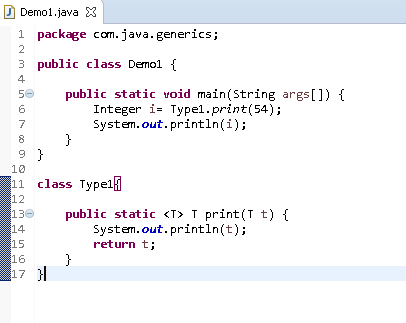 Demo1.java
1 package com.java.generics;
2
3 public class Demo1 {
4
5     public static void main(String args[]) {
6         Integer i= Type1.print(54);
7         System.out.println(i);
8     }
9 }
10
11 class Type1{
12
13     public static <T> T print(T t) {
14         System.out.println(t);
15         return t;
16     }
17 }